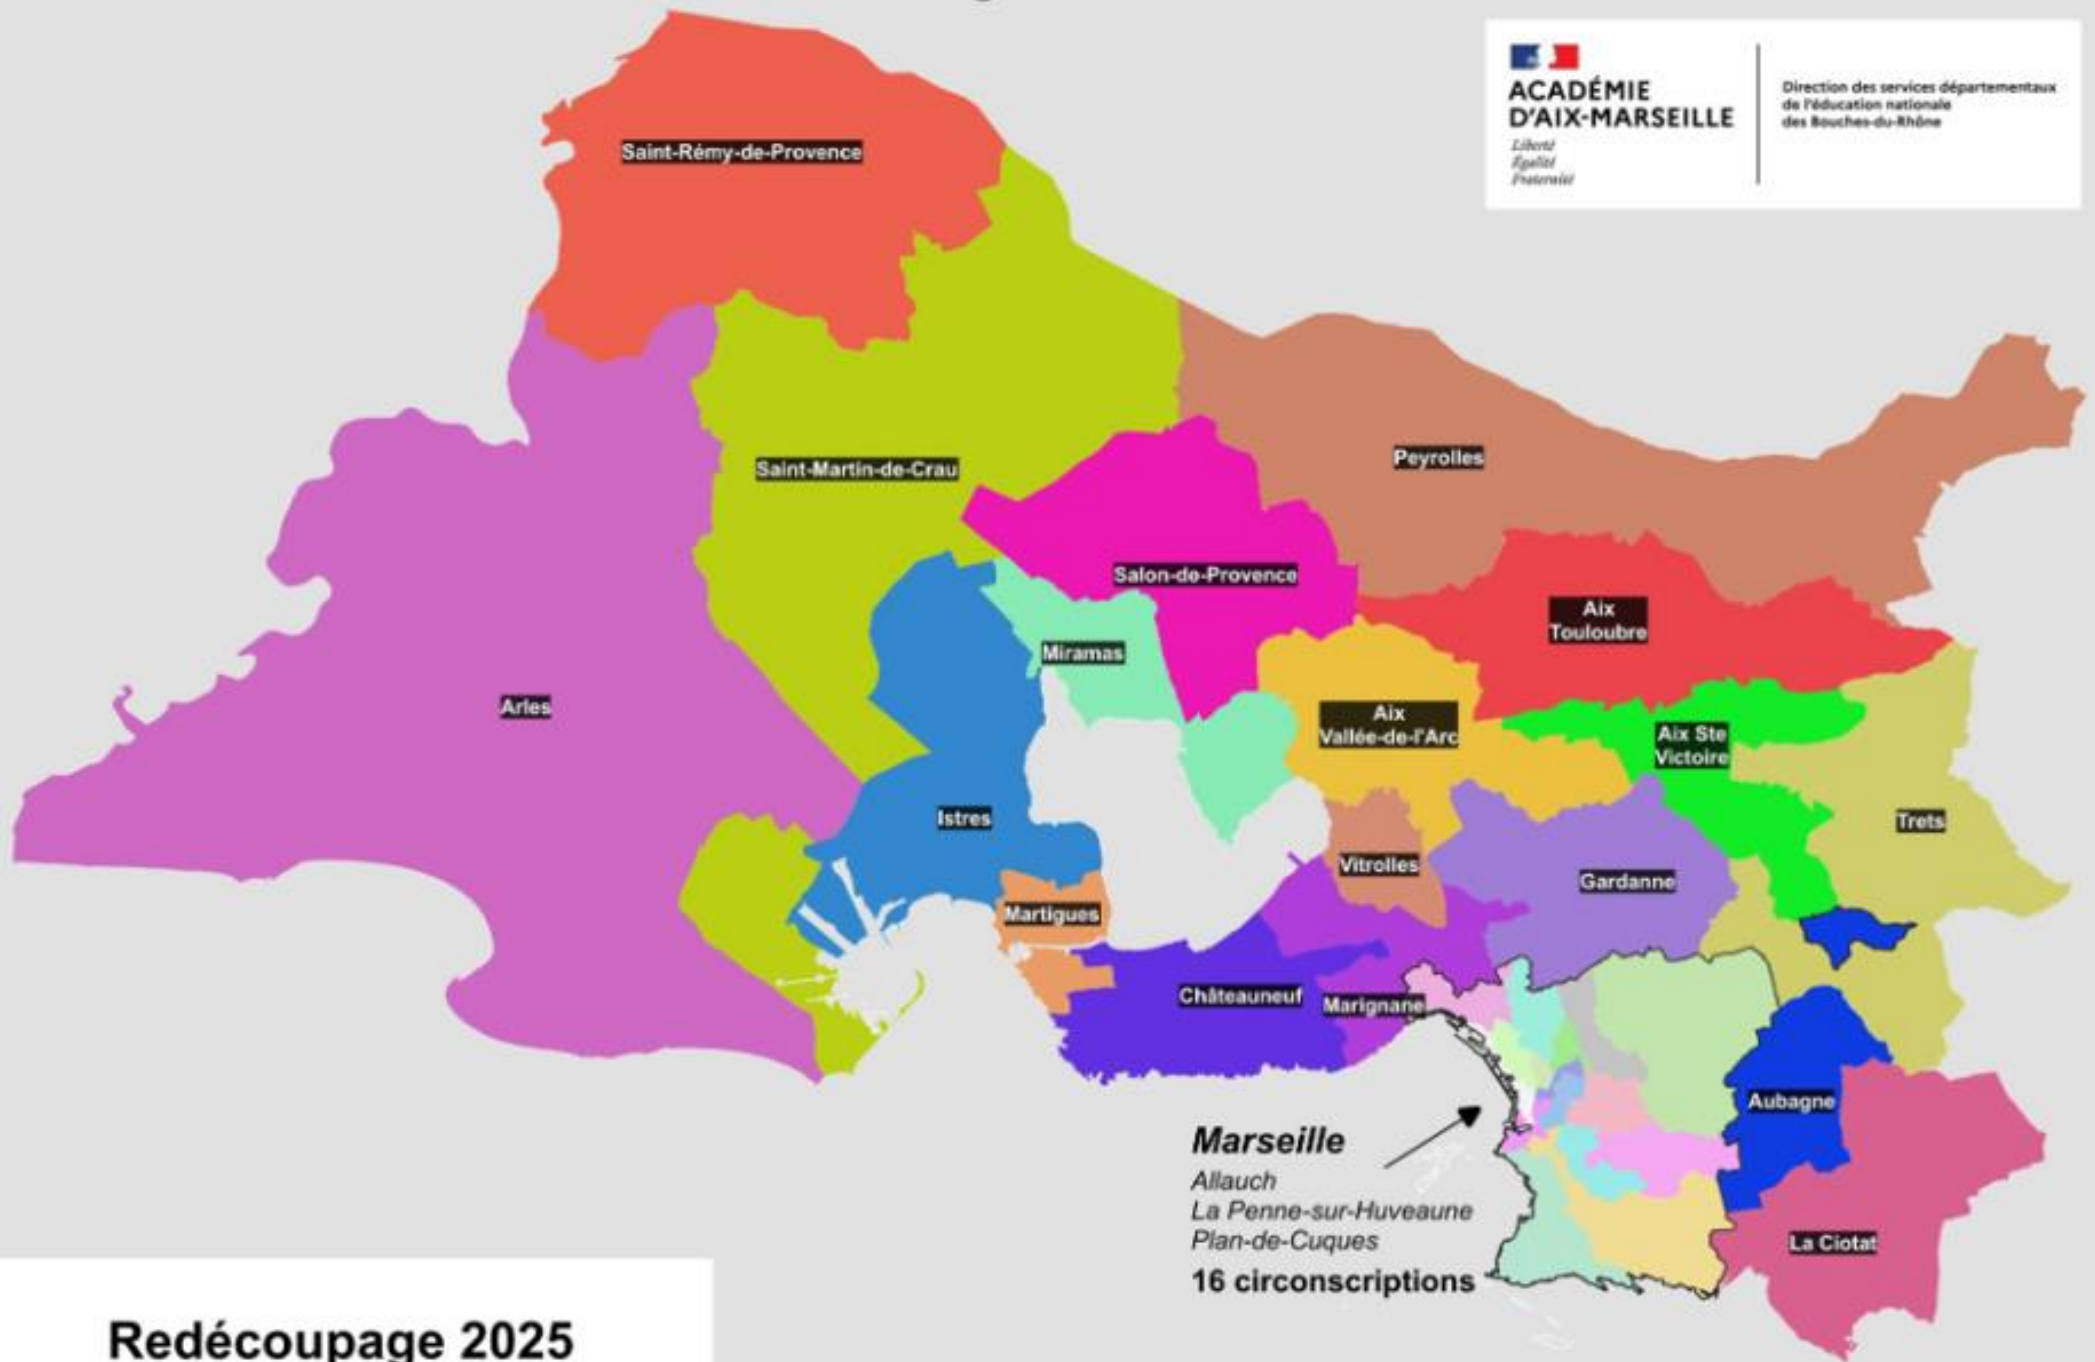 ACADÉMIE
D'AIX-MARSEILLE
Liberté
Égalité
Fraternité
Direction des services départementaux
de l'éducation nationale
des Bouches-du-Rhône
Saint-Rémy-de-Provence
Saint-Martin-de-Crau
Peyrolles
Salon-de-Provence
Aix
Touloubre
Miramas
Arles
Aix
Vallée-de-l'Arc
Aix Ste
Victoire
Istres
Trets
Vitrolles
Gardanne
Martigues
Châteauneuf
Marignane
Aubagne
Marseille
Allauch
La Penne-sur-Huveaune
Plan-de-Cuques
16 circonscriptions
La Ciotat
Redécoupage 2025